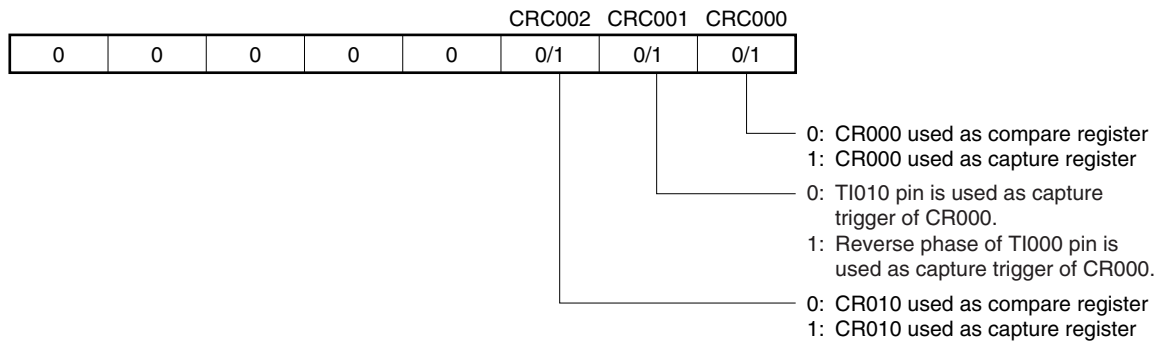 CRC002 CRC001 CRC000
0 0 0 0 0 0/1 0/1 0/1
0: CR000 used as compare register
1: CR000 used as capture register
0: TI010 pin is used as capture
trigger of CR000.
1: Reverse phase of TI000 pin is
used as capture trigger of CR000.
0: CR010 used as compare register
1: CR010 used as capture register